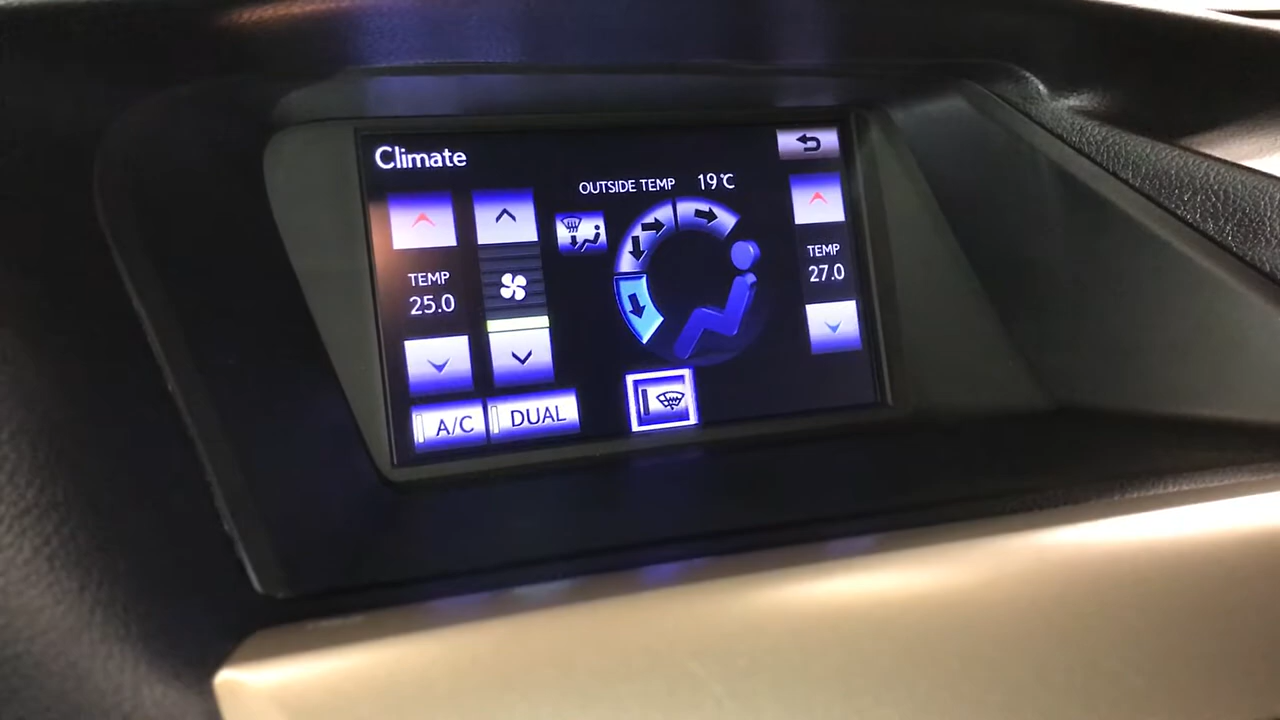 Climate
OUTSIDE TEMP 19℃
TEMP
25.0
TEMP
27.0
A/C
DUAL